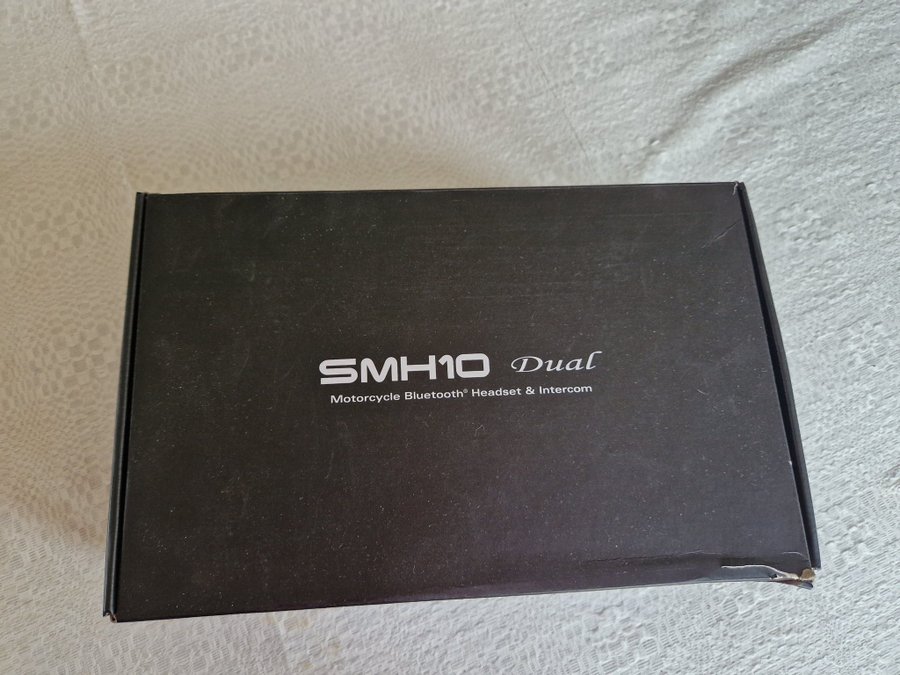 SMH10 Dual
Motorcycle Bluetooth® Headset & Intercom